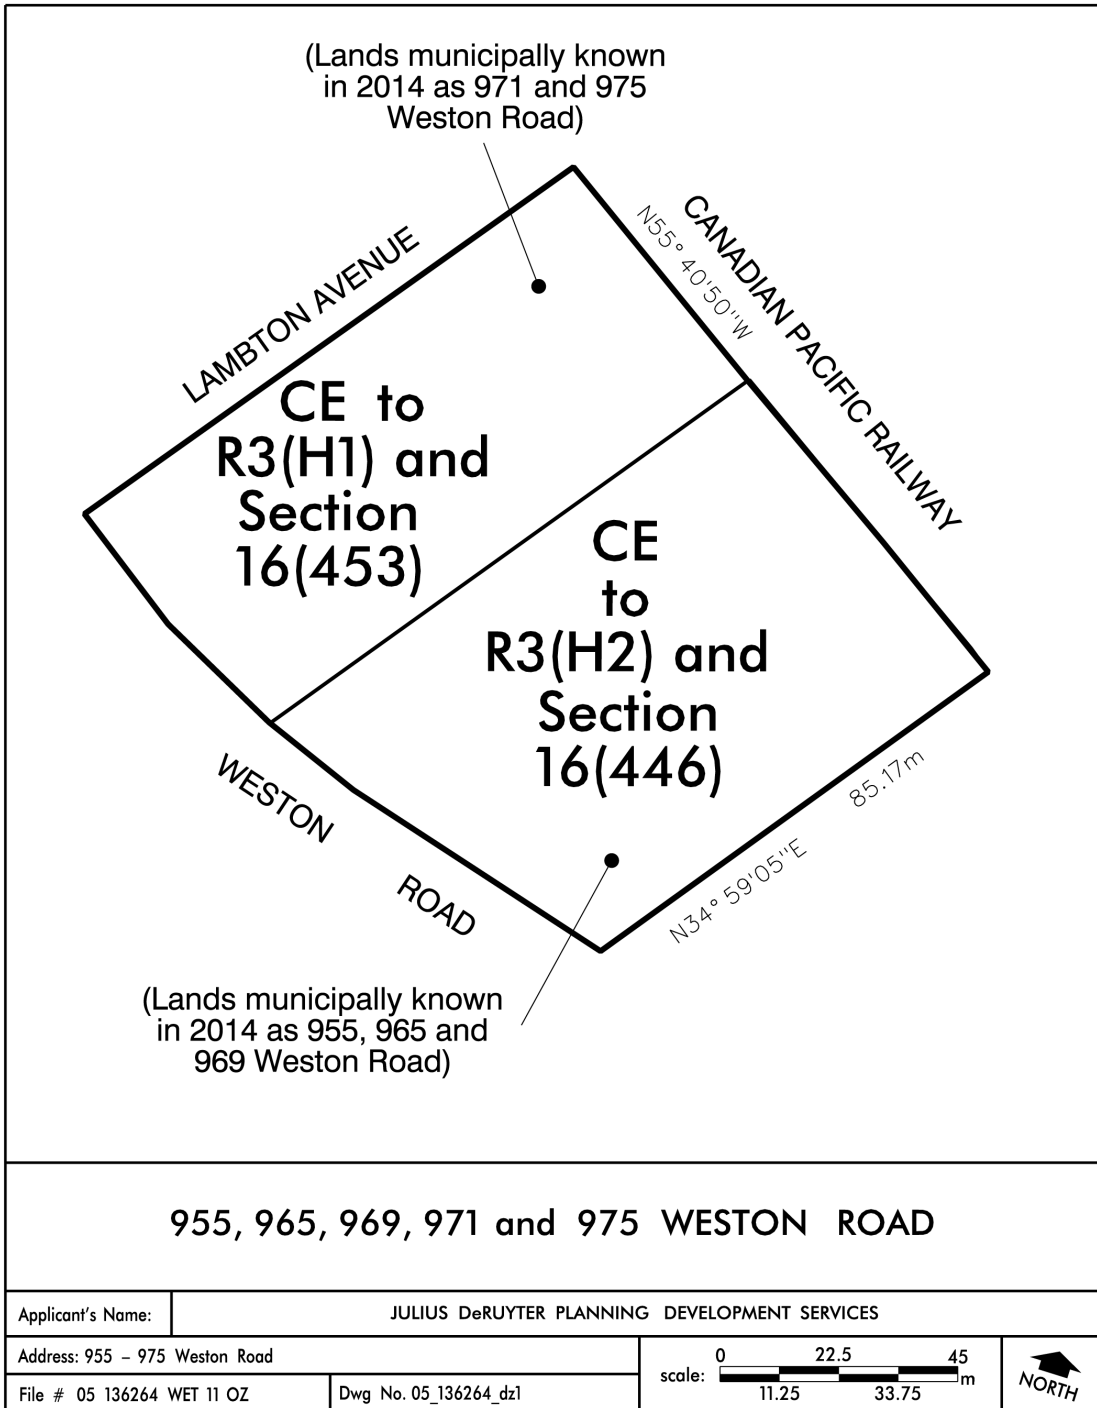 (Lands municipally known
in 2014 as 971 and 975
Weston Road)
CANADIAN PACIFIC RAILWAY
N55° 40'50"W
LAMBTON AVENUE
CE to
R3(H1) and
Section
16(453)
CE
to
R3(H2) and
Section
16(446)
WESTON ROAD
85.17m
N34° 59'05"E
(Lands municipally known
in 2014 as 955, 965 and
969 Weston Road)
955, 965, 969, 971 and 975 WESTON ROAD
Applicant's Name: JULIUS DeRUYTER PLANNING DEVELOPMENT SERVICES
Address: 955 – 975 Weston Road
File # 05 136264 WET 11 OZ
Dwg No. 05_136264_dz1
0 22.5 45
scale: m
11.25 33.75
NORTH